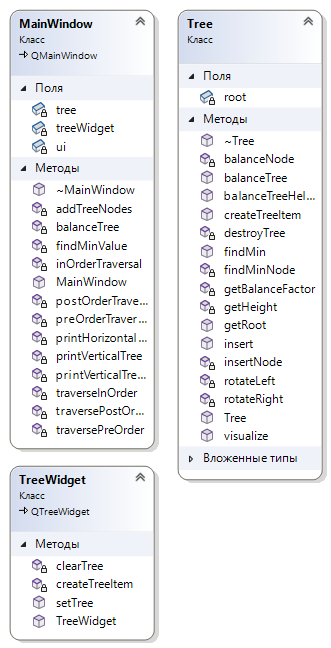 MainWindow
Класс
QMainWindow
Поля
tree
treeWidget
ui
Методы
~MainWindow
addTreeNodes
balanceTree
findMinValue
inOrderTraversal
MainWindow
postOrderTrave...
preOrderTraver...
printHorizontal...
printVerticalTree
printVerticalTre...
traverseInOrder
traversePostOr...
traversePreOrder
TreeWidget
Класс
QTreeWidget
Методы
clearTree
createTreeItem
setTree
TreeWidget
Tree
Класс
Поля
root
Методы
~Tree
balanceNode
balanceTree
balanceTreeHel...
createTreeItem
destroyTree
findMin
findMinNode
getBalanceFactor
getHeight
getRoot
insert
insertNode
rotateLeft
rotateRight
Tree
visualize
Вложенные типы